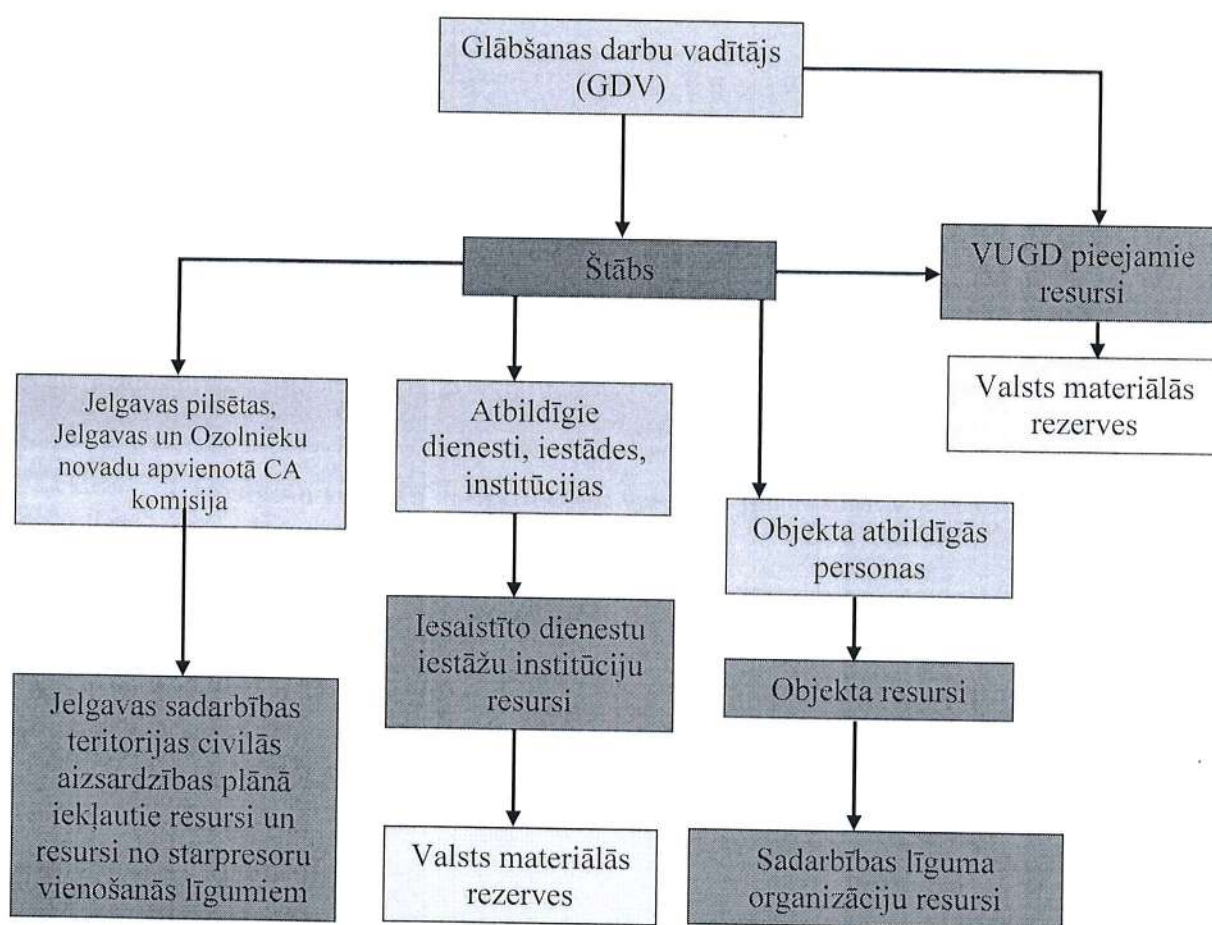 Glābšanas darbu vadītājs
(GDV)
Štābs
VUGD pieejamie
resursi
Valsts materiālās
rezerves
Jelgavas pilsētas,
Jelgavas un Ozolnieku
novadu apvienotā CA
komisija
Atbildīgie
dienesti, iestādes,
institūcijas
Objekta atbildīgās
personas
Iesaistīto dienestu
iestāžu institūciju
resursi
Objekta resursi
Jelgavas sadarbības
teritorijas civilās
aizsardzības plānā
iekļautie resursi un
resursi no starpresoru
vienošanās līgumiem
Valsts materiālās
rezerves
Sadarbības līguma
organizāciju resursi